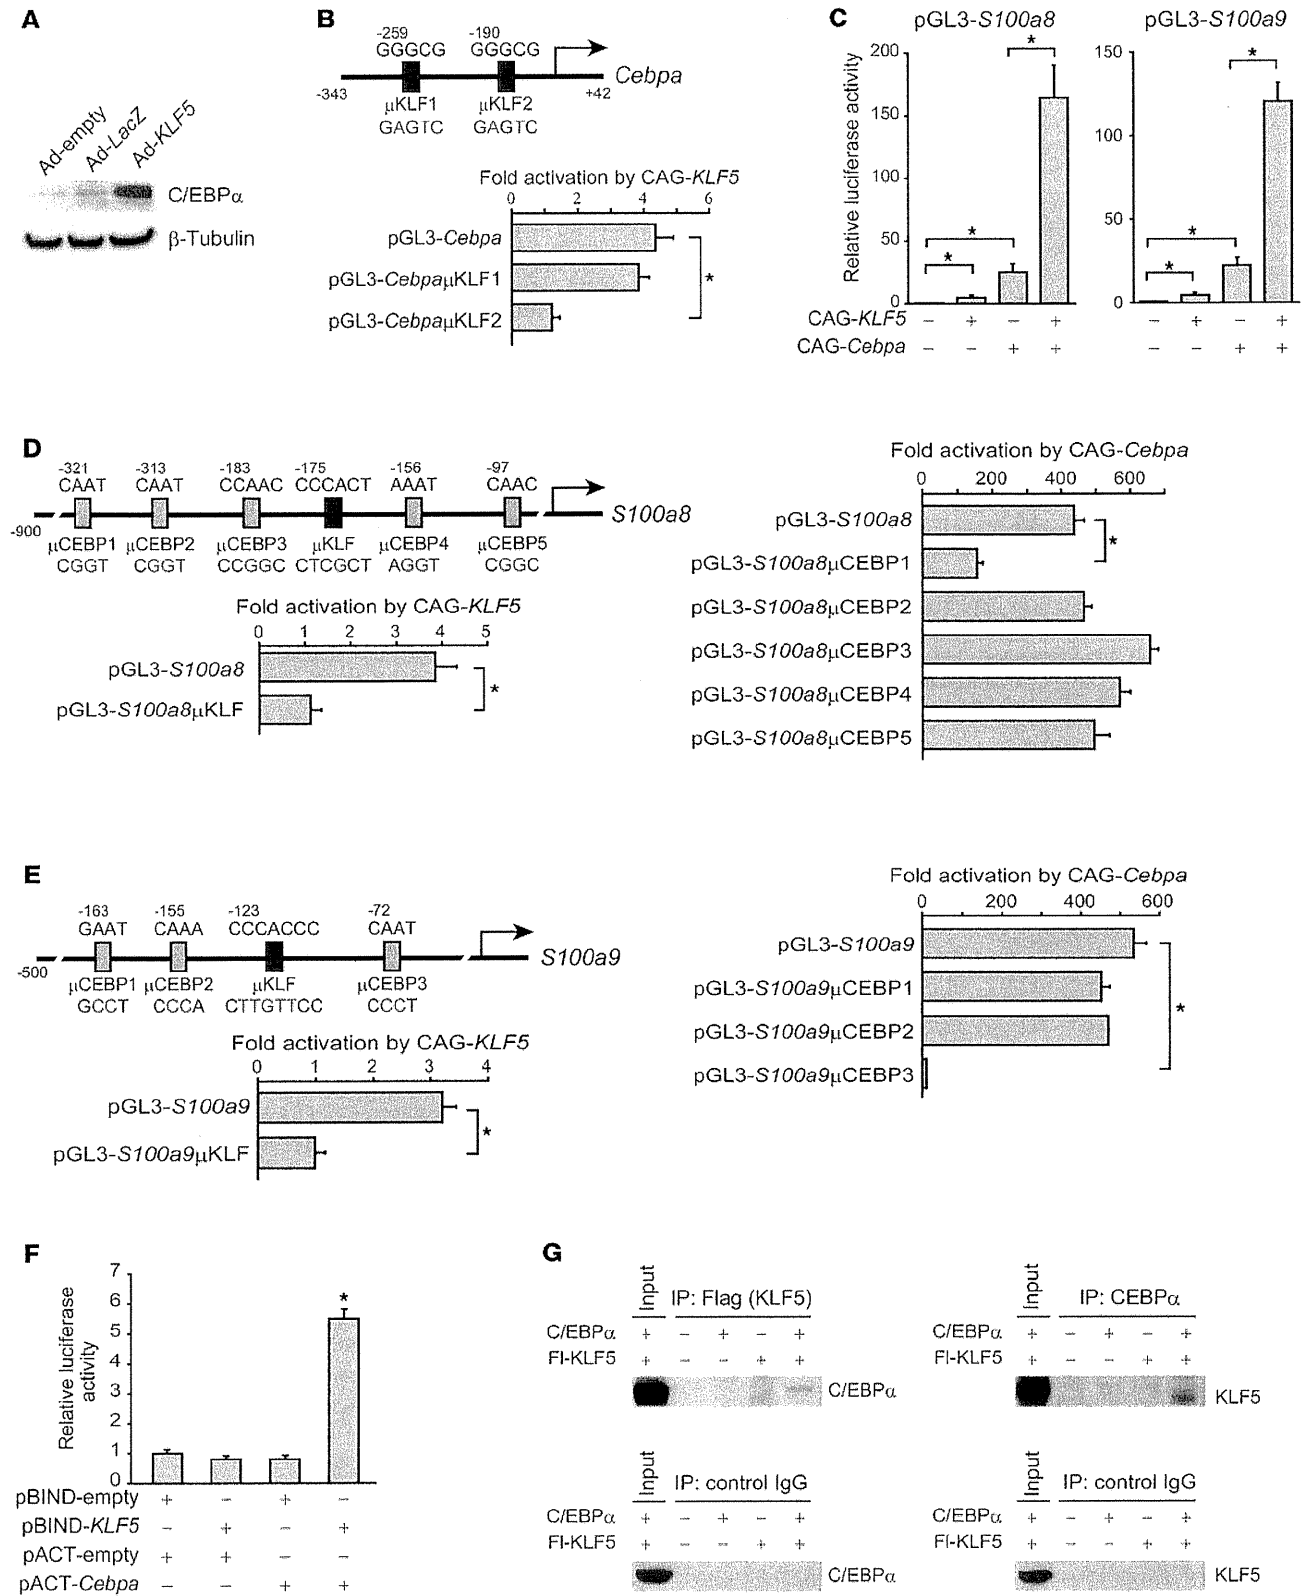 A
Ad-empty
Ad-LacZ
Ad-KLF5
C/EBPα
β-Tubulin
B
-259 -190
GGGCG GGGCG
Cebpa
-343 +42
μKLF1 μKLF2
GAGTC GAGTC
Fold activation by CAG-KLF5
0 2 4 6
pGL3-Cebpa
*
pGL3-CebpaμKLF1
pGL3-CebpaμKLF2
C
pGL3-S100a8 pGL3-S100a9
Relative luciferase activity
200
150
100
50
0
* * *
150
100
50
0
* * *
CAG-KLF5 – + – + – + – +
CAG-Cebpa – – + + – – + +
D
-321 -313 -183 -175 -156 -97
CAAT CAAT CCAAC CCCACT AAAT CAAC
-900 S100a8
μCEBP1 μCEBP2 μCEBP3 μKLF μCEBP4 μCEBP5
CGGT CGGT CCGGC CTCGCT AGGT CGGC
Fold activation by CAG-KLF5
0 1 2 3 4 5
pGL3-S100a8
*
pGL3-S100a8μKLF
Fold activation by CAG-Cebpa
0 200 400 600
pGL3-S100a8
*
pGL3-S100a8μCEBP1
pGL3-S100a8μCEBP2
pGL3-S100a8μCEBP3
pGL3-S100a8μCEBP4
pGL3-S100a8μCEBP5
E
-163 -155 -123 -72
GAAT CAAA CCCACCC CAAT
-500 S100a9
μCEBP1 μCEBP2 μKLF μCEBP3
GCCT CCCA CTTGTTCC CCCT
Fold activation by CAG-KLF5
0 1 2 3 4
pGL3-S100a9
*
pGL3-S100a9μKLF
Fold activation by CAG-Cebpa
0 200 400 600
pGL3-S100a9
pGL3-S100a9μCEBP1
*
pGL3-S100a9μCEBP2
pGL3-S100a9μCEBP3
F
Relative luciferase
activity
7
6
5
4
3
2
1
0
*
pBIND-empty + – + –
pBIND-KLF5 – + – +
pACT-empty + + – –
pACT-Cebpa – – + +
G
Input IP: Flag (KLF5)
C/EBPα + – + – +
Fl-KLF5 + – – + +
C/EBPα
Input IP: CEBPα
C/EBPα + – + – +
Fl-KLF5 + – – + +
KLF5
Input IP: control IgG
C/EBPα + – + – +
Fl-KLF5 + – – + +
C/EBPα
Input IP: control IgG
C/EBPα + – + – +
Fl-KLF5 + – – + +
KLF5